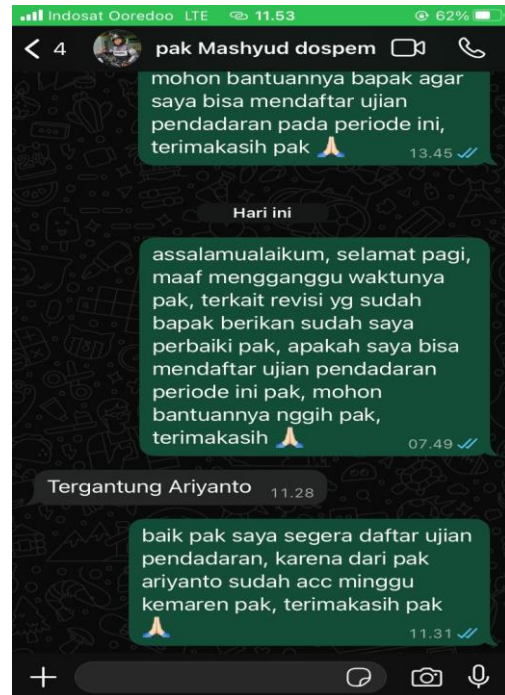 Indosat Ooredoo LTE 11.53 62%
4 pak Mashyud dospem
mohon bantuannya bapak agar
saya bisa mendaftar ujian
pendadaran pada periode ini,
terimakasih pak 🙏🏻 13.45
Hari ini
assalamualaikum, selamat pagi,
maaf mengganggu waktunya
pak, terkait revisi yg sudah
bapak berikan sudah saya
perbaiki pak, apakah saya bisa
mendaftar ujian pendadaran
periode ini pak, mohon
bantuannya nggih pak,
terimakasih 🙏🏻 07.49
Tergantung Ariyanto 11.28
baik pak saya segera daftar ujian
pendadaran, karena dari pak
ariyanto sudah acc minggu
kemaren pak, terimakasih pak
🙏🏻 11.31